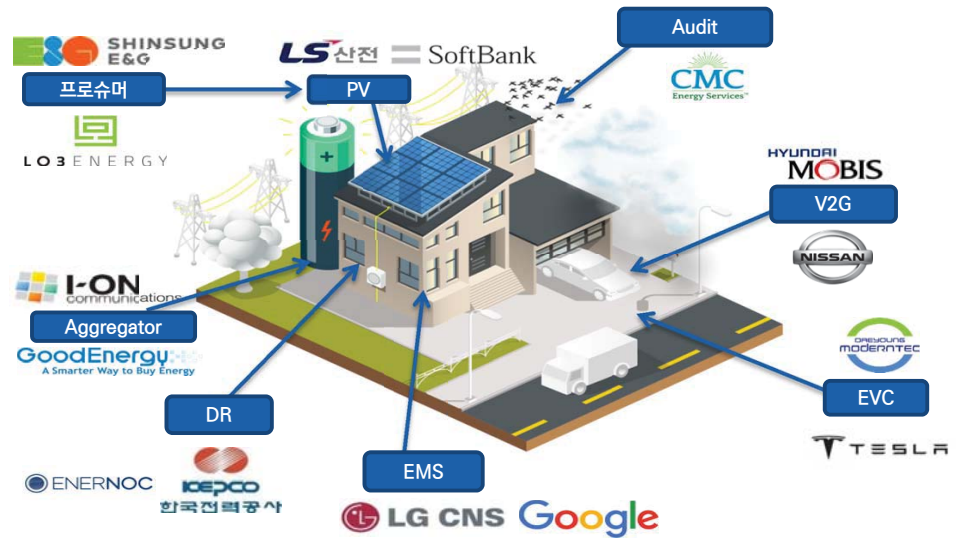 E&G SHINSUNG
E&G
LS산전
SoftBank
Audit
프로슈머
PV
CMC
Energy Services™
LO3ENERGY
HYUNDAI
MOBIS
V2G
NISSAN
I-ON
communications
Aggregator
GoodEnergy
A Smarter Way to Buy Energy
DAEYOUNG
MODERNTEC
EVC
DR
TESLA
EMS
ENERNOC
KEPCO
한국전력공사
LG CNS
Google